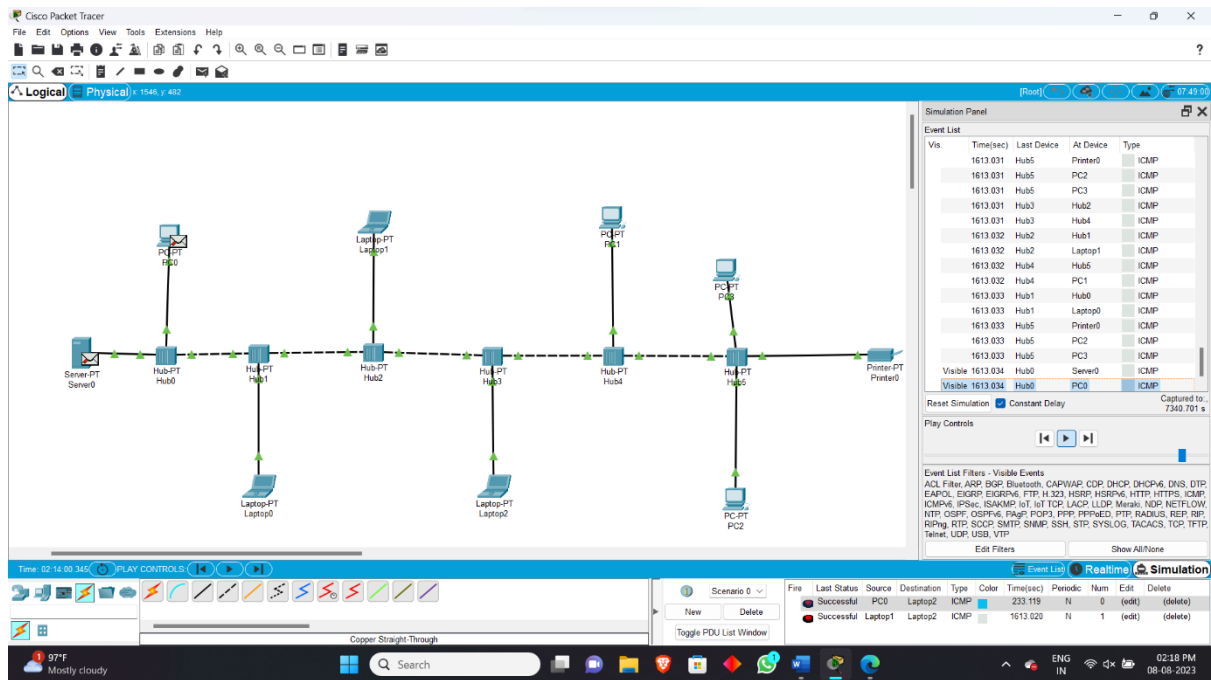 Cisco Packet Tracer
File Edit Options View Tools Extensions Help
?
Logical Physical x: 1546, y: 482 [Root] 07:49:00
Simulation Panel
Event List
Vis. Time(sec) Last Device At Device Type
1613.031 Hub5 Printer0 ICMP
1613.031 Hub5 PC2 ICMP
1613.031 Hub5 PC3 ICMP
1613.031 Hub3 Hub2 ICMP
1613.031 Hub3 Hub4 ICMP
1613.032 Hub2 Hub1 ICMP
1613.032 Hub2 Laptop1 ICMP
1613.032 Hub4 Hub5 ICMP
1613.032 Hub4 PC1 ICMP
1613.033 Hub1 Hub0 ICMP
1613.033 Hub1 Laptop0 ICMP
1613.033 Hub5 Printer0 ICMP
1613.033 Hub5 PC2 ICMP
1613.033 Hub5 PC3 ICMP
Visible 1613.034 Hub0 Server0 ICMP
Visible 1613.034 Hub0 PC0 ICMP
Reset Simulation Constant Delay Captured to:
7340.701 s
Play Controls
Event List Filters - Visible Events
ACL Filter, ARP, BGP, Bluetooth, CAPWAP, CDP, DHCP, DHCPv6, DNS, DTP,
EAPOL, EIGRP, EIGRPv6, FTP, H.323, HSRP, HSRPv6, HTTP, HTTPS, ICMP,
ICMPv6, IPSec, ISAKMP, IoT, IoT TCP, LACP, LLDP, Meraki, NDP, NETFLOW,
NTP, OSPF, OSPFv6, PAgP, POP3, PPP, PPPoED, PTP, RADIUS, REP, RIP,
RIPng, RTP, SCCP, SMTP, SNMP, SSH, STP, SYSLOG, TACACS, TCP, TFTP,
Telnet, UDP, USB, VTP
Edit Filters Show All/None
PC-PT
PC0
Laptop-PT
Laptop1
PC-PT
PC1
PC-PT
PC3
Server-PT
Server0
Hub-PT
Hub0
Hub-PT
Hub1
Hub-PT
Hub2
Hub-PT
Hub3
Hub-PT
Hub4
Hub-PT
Hub5
Printer-PT
Printer0
Laptop-PT
Laptop0
Laptop-PT
Laptop2
PC-PT
PC2
Time: 02:14:00.345 PLAY CONTROLS: Event List Realtime Simulation
Scenario 0
New Delete
Toggle PDU List Window
Fire Last Status Source Destination Type Color Time(sec) Periodic Num Edit Delete
Successful PC0 Laptop2 ICMP 233.119 N 0 (edit) (delete)
Successful Laptop1 Laptop2 ICMP 1613.020 N 1 (edit) (delete)
Copper Straight-Through
1
97°F
Mostly cloudy
Search
1
ENG
IN
02:18 PM
08-08-2023